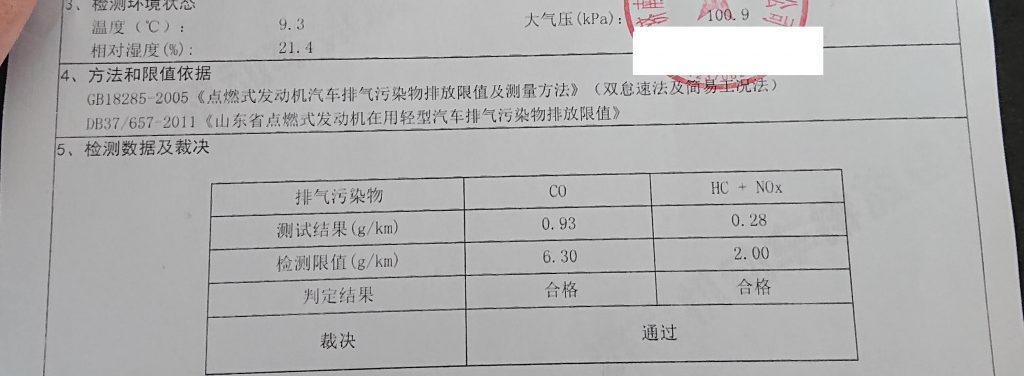 3、检测环境状态
温度（℃）： 9.3 大气压(kPa)： 100.9
相对湿度(%)： 21.4
4、方法和限值依据
GB18285-2005《点燃式发动机汽车排气污染物排放限值及测量方法》（双怠速法及简易工况法）
DB37/657-2011《山东省点燃式发动机在用轻型汽车排气污染物排放限值》
5、检测数据及裁决
排气污染物 CO HC + NOx
测试结果(g/km) 0.93 0.28
检测限值(g/km) 6.30 2.00
判定结果 合格 合格
裁决 通过